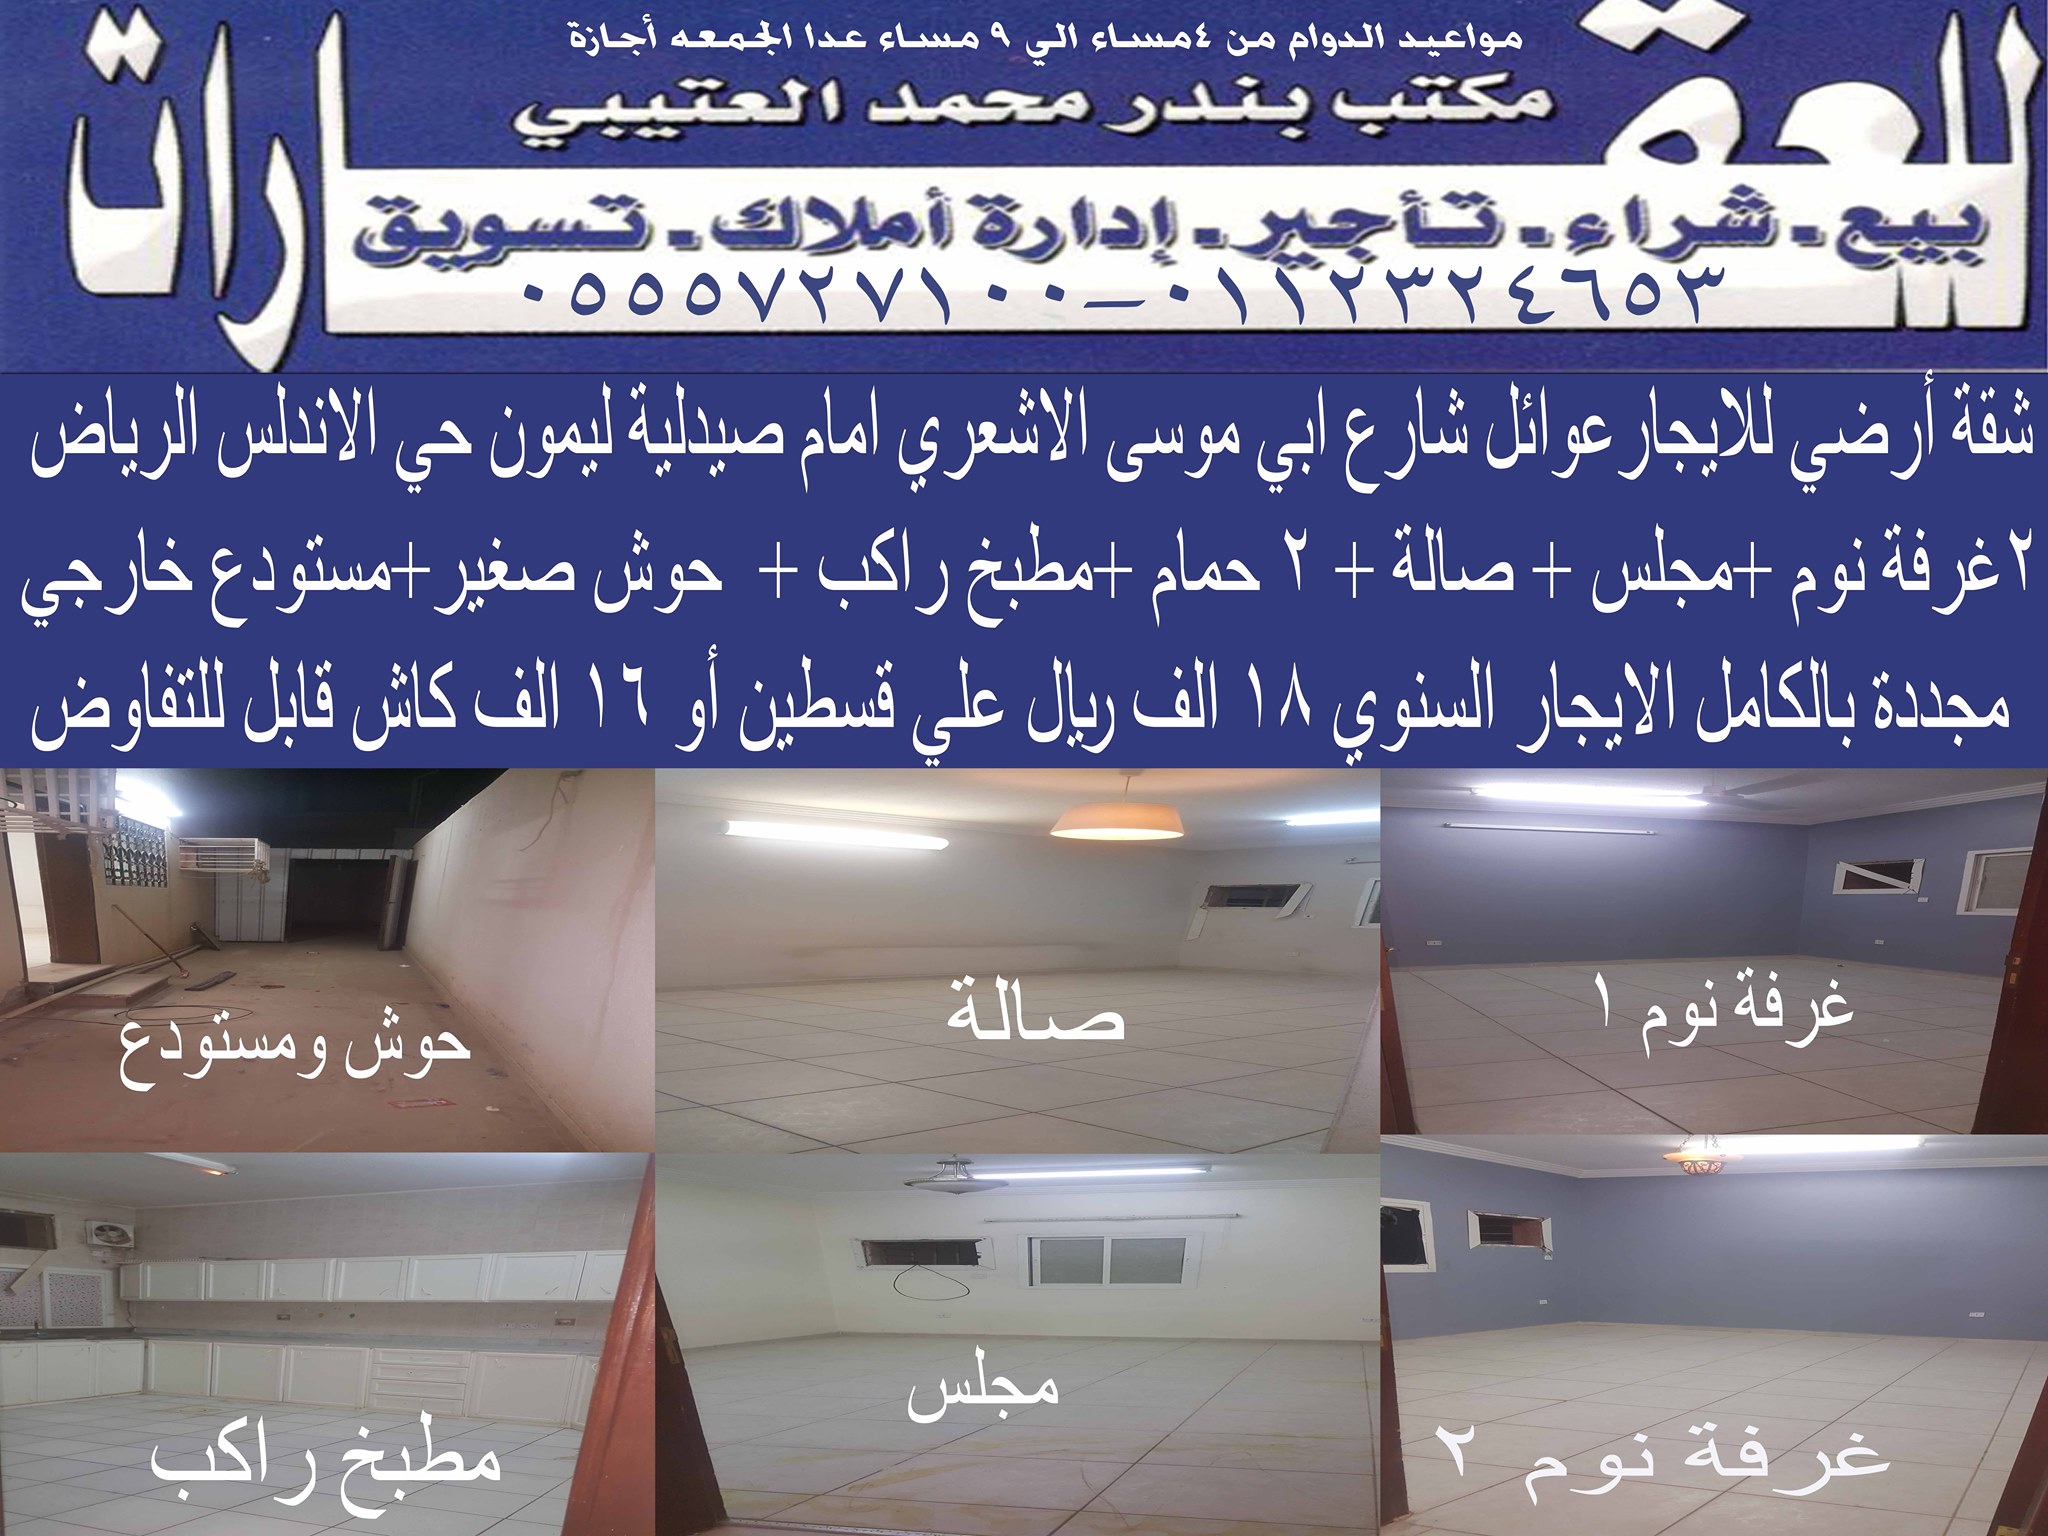 مواعيد الدوام من ٤مساء الي ٩ مساء عدا الجمعه أجازة
مكتب بندر محمد العتيبي
للعقارات
بيع - شراء - تأجير - إدارة أملاك - تسويق
٠٥٥٥٧٢٧١٠٠-٠١١٢٣٢٤٦٥٣
شقة أرضي للايجار عوائل شارع ابي موسى الاشعري امام صيدلية ليمون حي الاندلس الرياض
٢غرفة نوم +مجلس + صالة + ٢ حمام +مطبخ راكب + حوش صغير+مستودع خارجي
مجددة بالكامل الايجار السنوي ١٨ الف ريال علي قسطين أو ١٦ الف كاش قابل للتفاوض
غرفة نوم ١
صالة
حوش ومستودع
غرفة نوم ٢
مجلس
مطبخ راكب